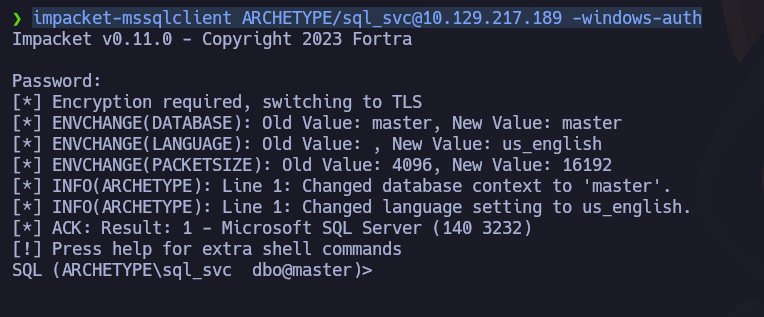 ❯ impacket-mssqlclient ARCHETYPE/sql_svc@10.129.217.189 -windows-auth
Impacket v0.11.0 - Copyright 2023 Fortra
Password:
[*] Encryption required, switching to TLS
[*] ENVCHANGE(DATABASE): Old Value: master, New Value: master
[*] ENVCHANGE(LANGUAGE): Old Value: , New Value: us_english
[*] ENVCHANGE(PACKETSIZE): Old Value: 4096, New Value: 16192
[*] INFO(ARCHETYPE): Line 1: Changed database context to 'master'.
[*] INFO(ARCHETYPE): Line 1: Changed language setting to us_english.
[*] ACK: Result: 1 - Microsoft SQL Server (140 3232)
[!] Press help for extra shell commands
SQL (ARCHETYPE\sql_svc  dbo@master)>